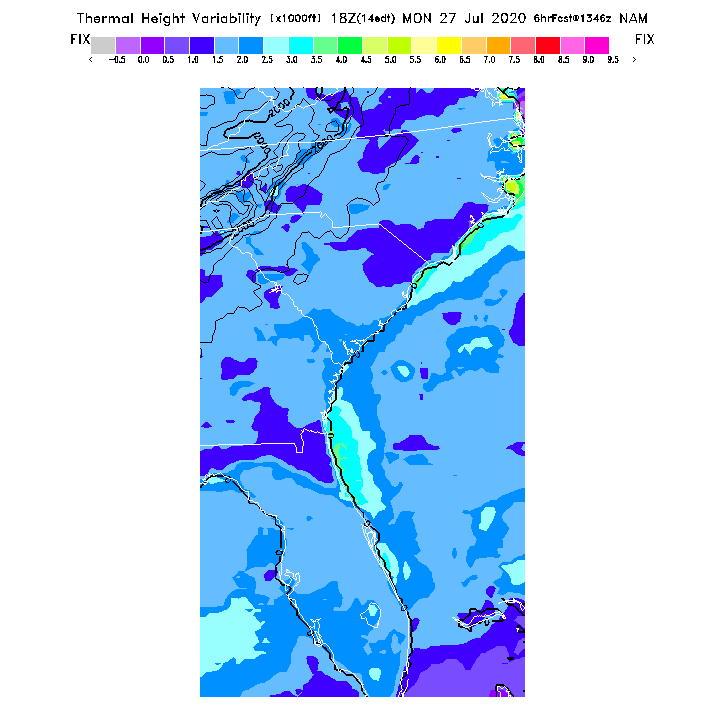 Thermal Height Variability [x1000ft] 18Z(14edt) MON 27 Jul 2020 6hrFcst@1346z NAM
FIX FIX
< -0.5 0.0 0.5 1.0 1.5 2.0 2.5 3.0 3.5 4.0 4.5 5.0 5.5 6.0 6.5 7.0 7.5 8.0 8.5 9.0 9.5 >
2000
2000